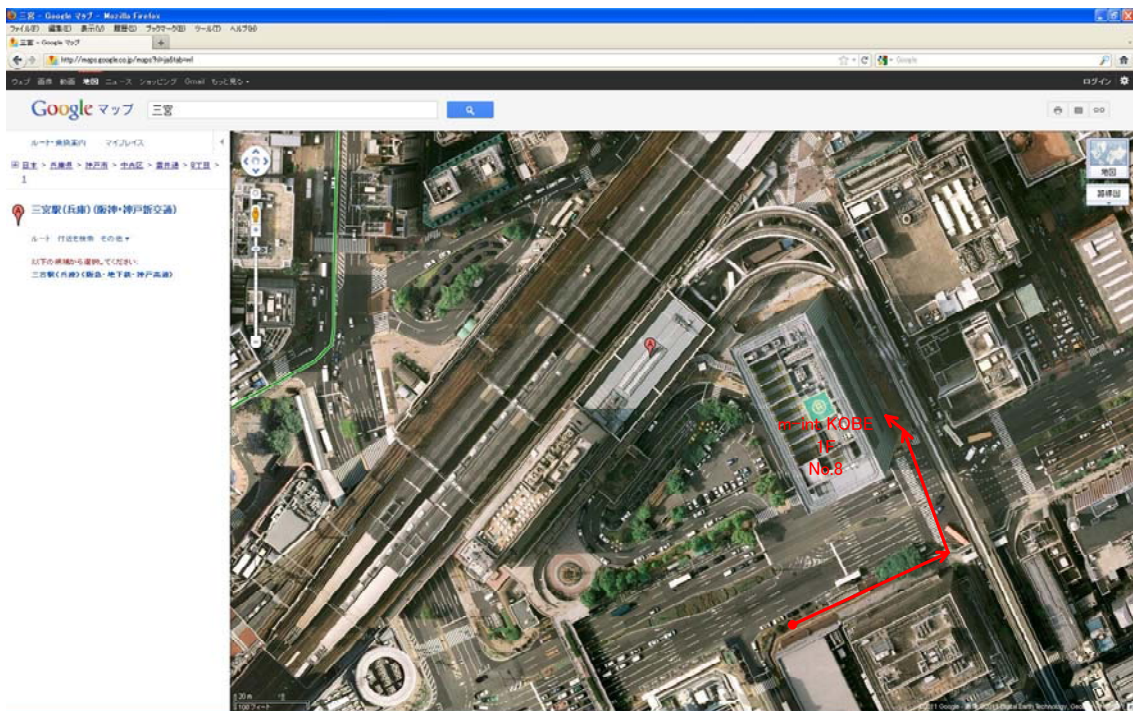 三宮 - Google マップ - Mozilla Firefox
ファイル(F) 編集(E) 表示(V) 履歴(S) ブックマーク(B) ツール(T) ヘルプ(H)
三宮 - Google マップ
http://maps.google.co.jp/maps?hl=ja&tab=wl
Google
ウェブ 画像 動画 地図 ニュース ショッピング Gmail もっと見る
ログイン
Google マップ 三宮
ルート・乗換案内 マイプレイス
日本 > 兵庫県 > 神戸市 > 中央区 > 雲井通 > 8丁目 >
1
三宮駅(兵庫)(阪神・神戸新交通)
ルート 付近を検索 その他
以下の候補から選択してください:
三宮駅(兵庫)(阪急・地下鉄・神戸高速)
地図
路線図
A
int KOBE
1F
No.8
20 m
100 フィート